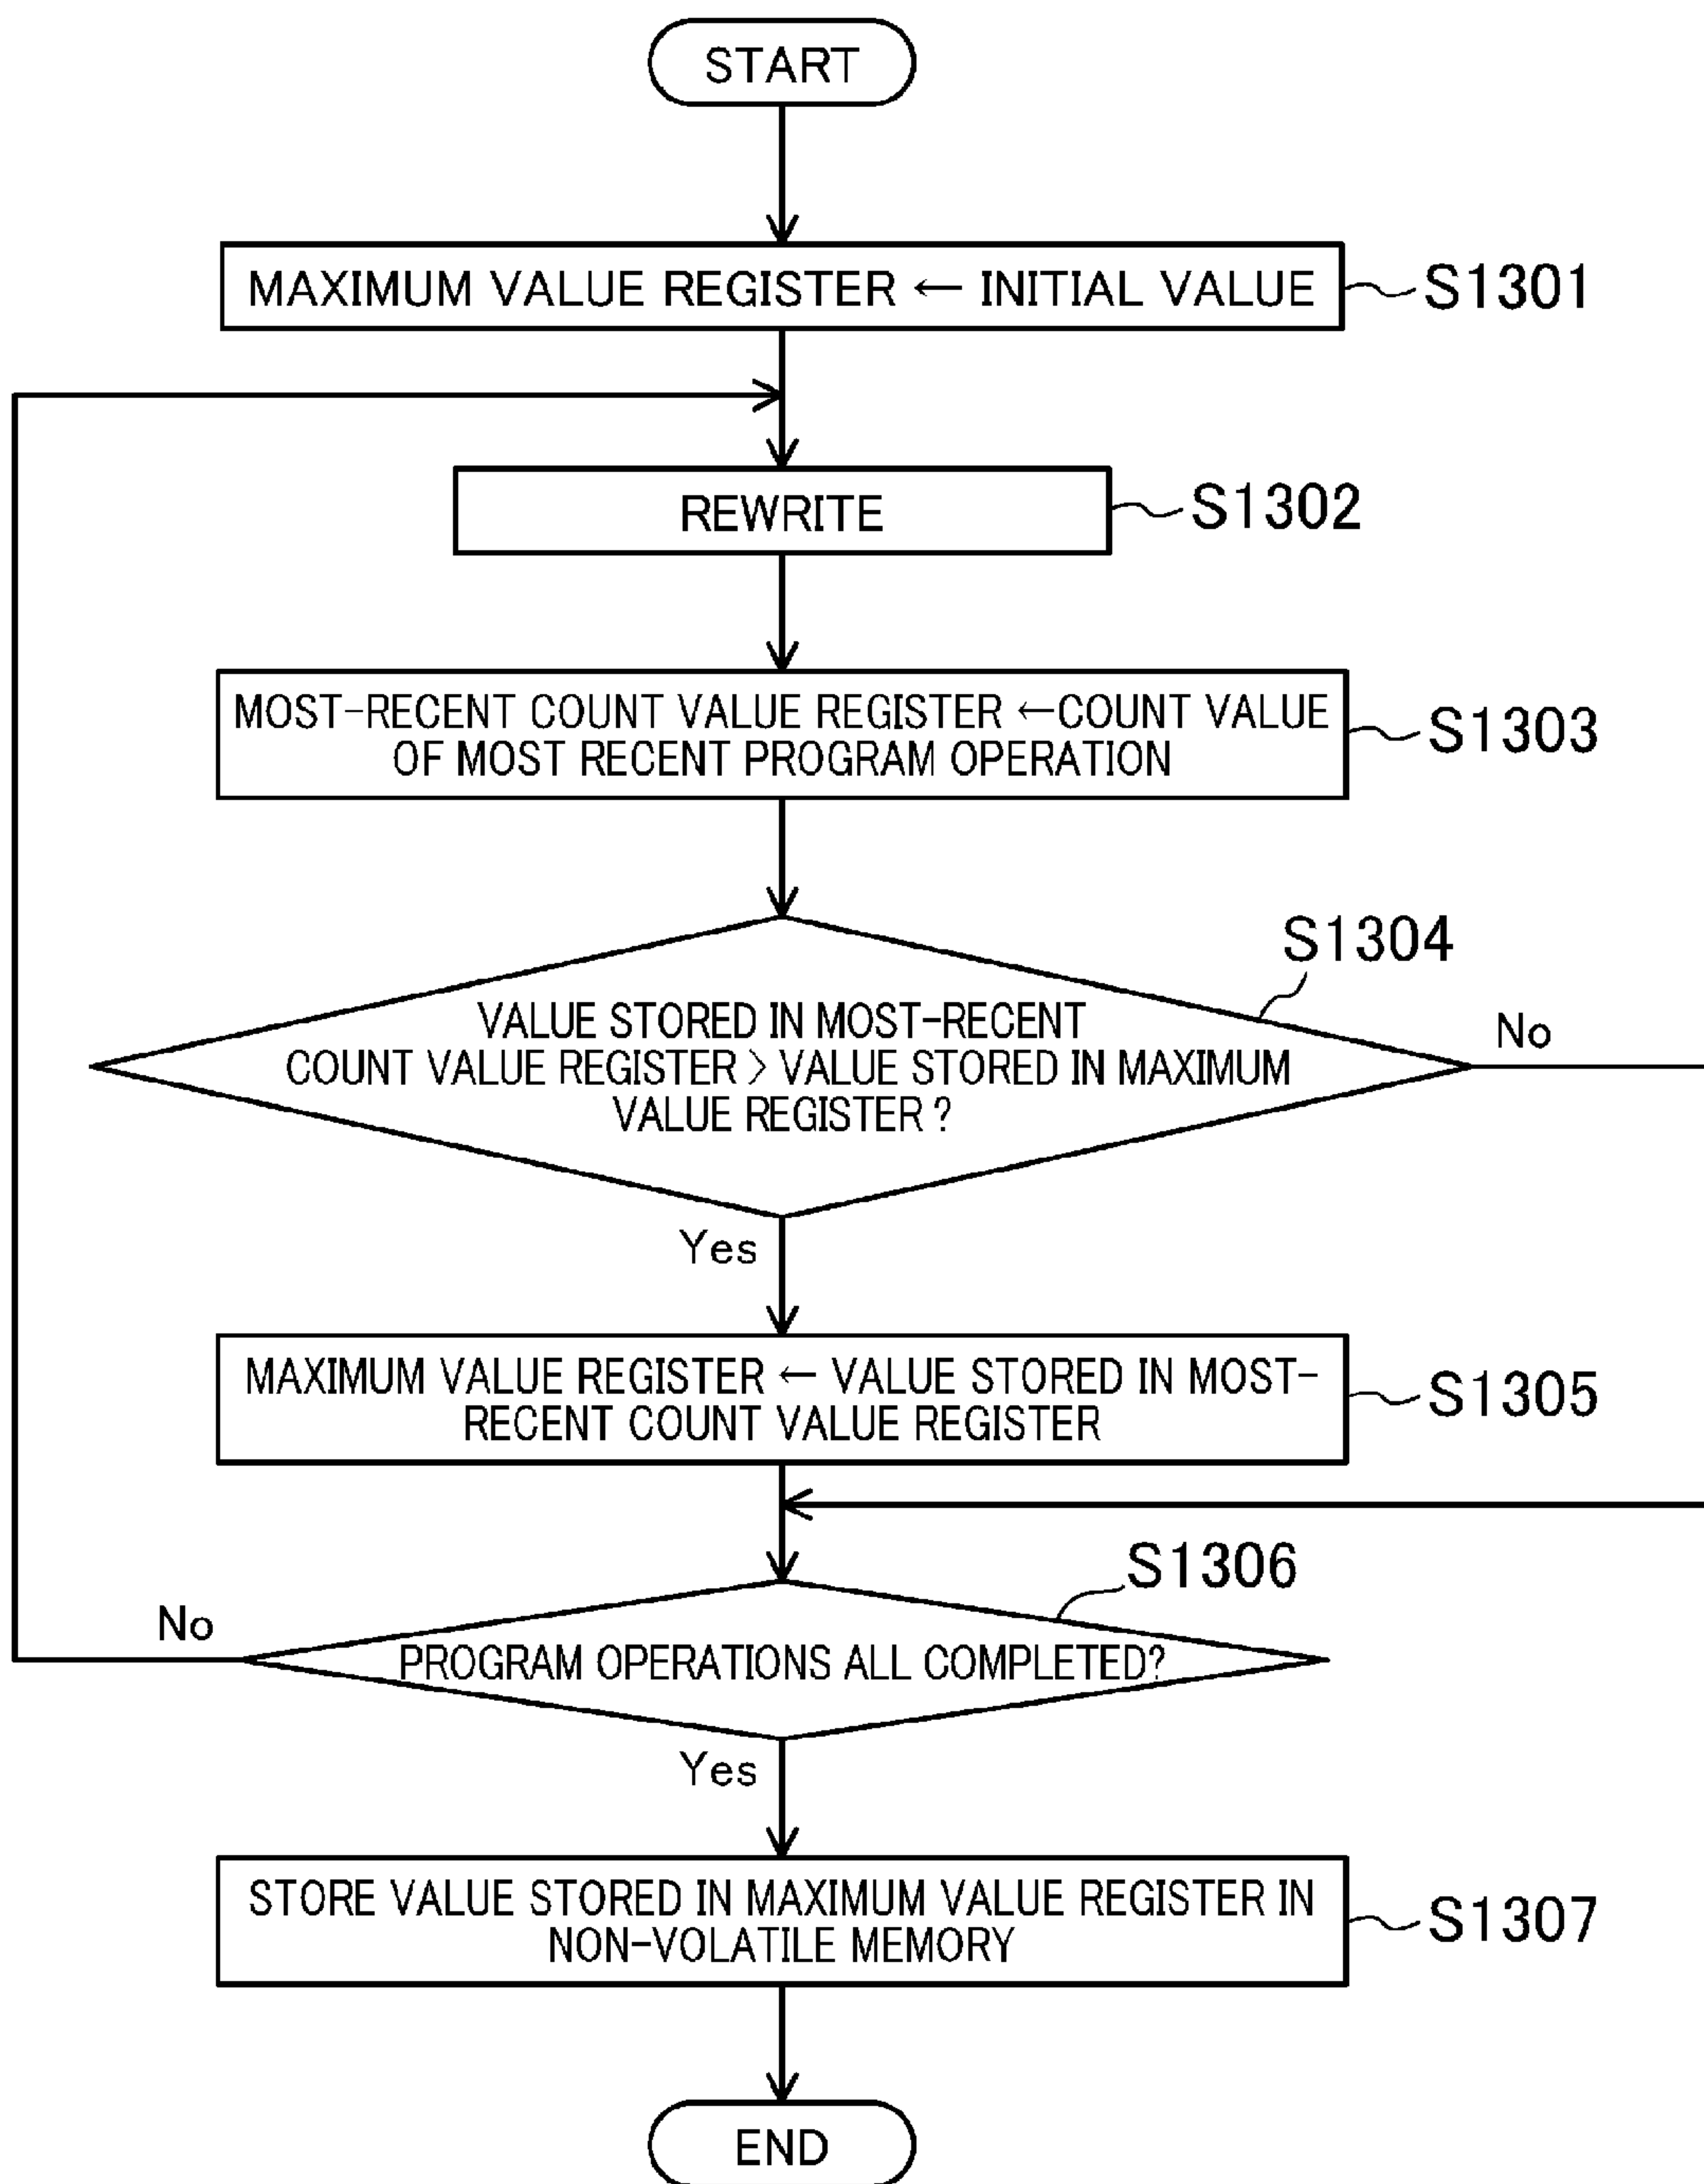 START
MAXIMUM VALUE REGISTER ← INITIAL VALUE
S1301
REWRITE
S1302
MOST-RECENT COUNT VALUE REGISTER ←COUNT VALUE
OF MOST RECENT PROGRAM OPERATION
S1303
S1304
VALUE STORED IN MOST-RECENT
COUNT VALUE REGISTER > VALUE STORED IN MAXIMUM
VALUE REGISTER ?
No
Yes
MAXIMUM VALUE REGISTER ← VALUE STORED IN MOST-
RECENT COUNT VALUE REGISTER
S1305
S1306
No
PROGRAM OPERATIONS ALL COMPLETED?
Yes
STORE VALUE STORED IN MAXIMUM VALUE REGISTER IN
NON-VOLATILE MEMORY
S1307
END